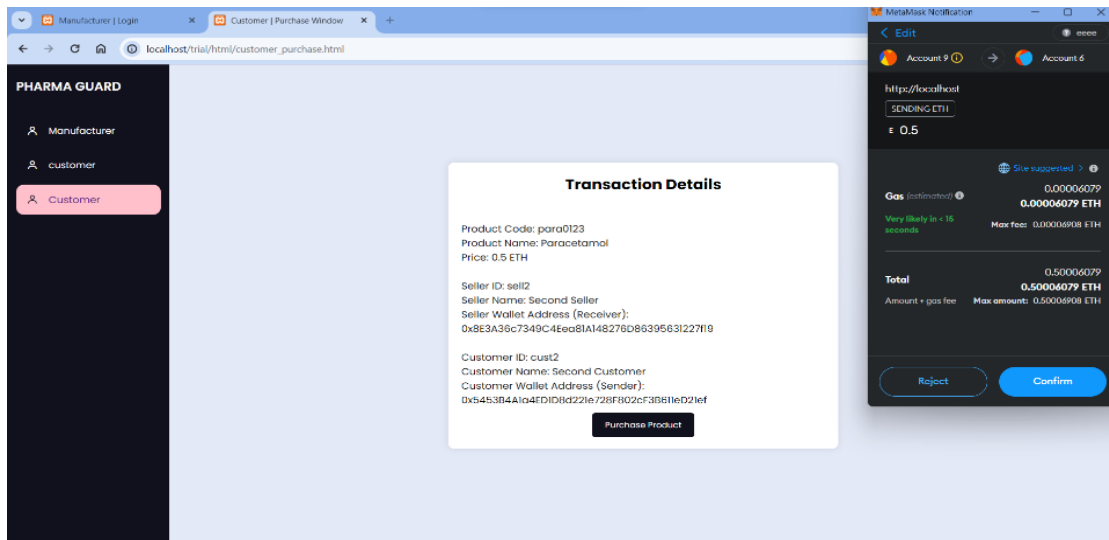 Manufacturer | Login
Customer | Purchase Window
localhost/trial/html/customer_purchase.html
PHARMA GUARD
Manufacturer
customer
Customer
Transaction Details
Product Code: para0123
Product Name: Paracetamol
Price: 0.5 ETH
Seller ID: sell2
Seller Name: Second Seller
Seller Wallet Address (Receiver):
0x8E3A36c7349C4Eea81A148276D86395631227f19
Customer ID: cust2
Customer Name: Second Customer
Customer Wallet Address (Sender):
Purchase Product
MetaMask Notification
Edit
eeee
Account 9
Account 6
http://localhost
SENDING ETH
0.5
Site suggested >
Gas (estimated)
0.00006079
0.00006079 ETH
Very likely in < 15
seconds
Max fee: 0.00006908 ETH
Total
0.50006079
0.50006079 ETH
Amount + gas fee
Max amount: 0.50006908 ETH
Reject
Confirm